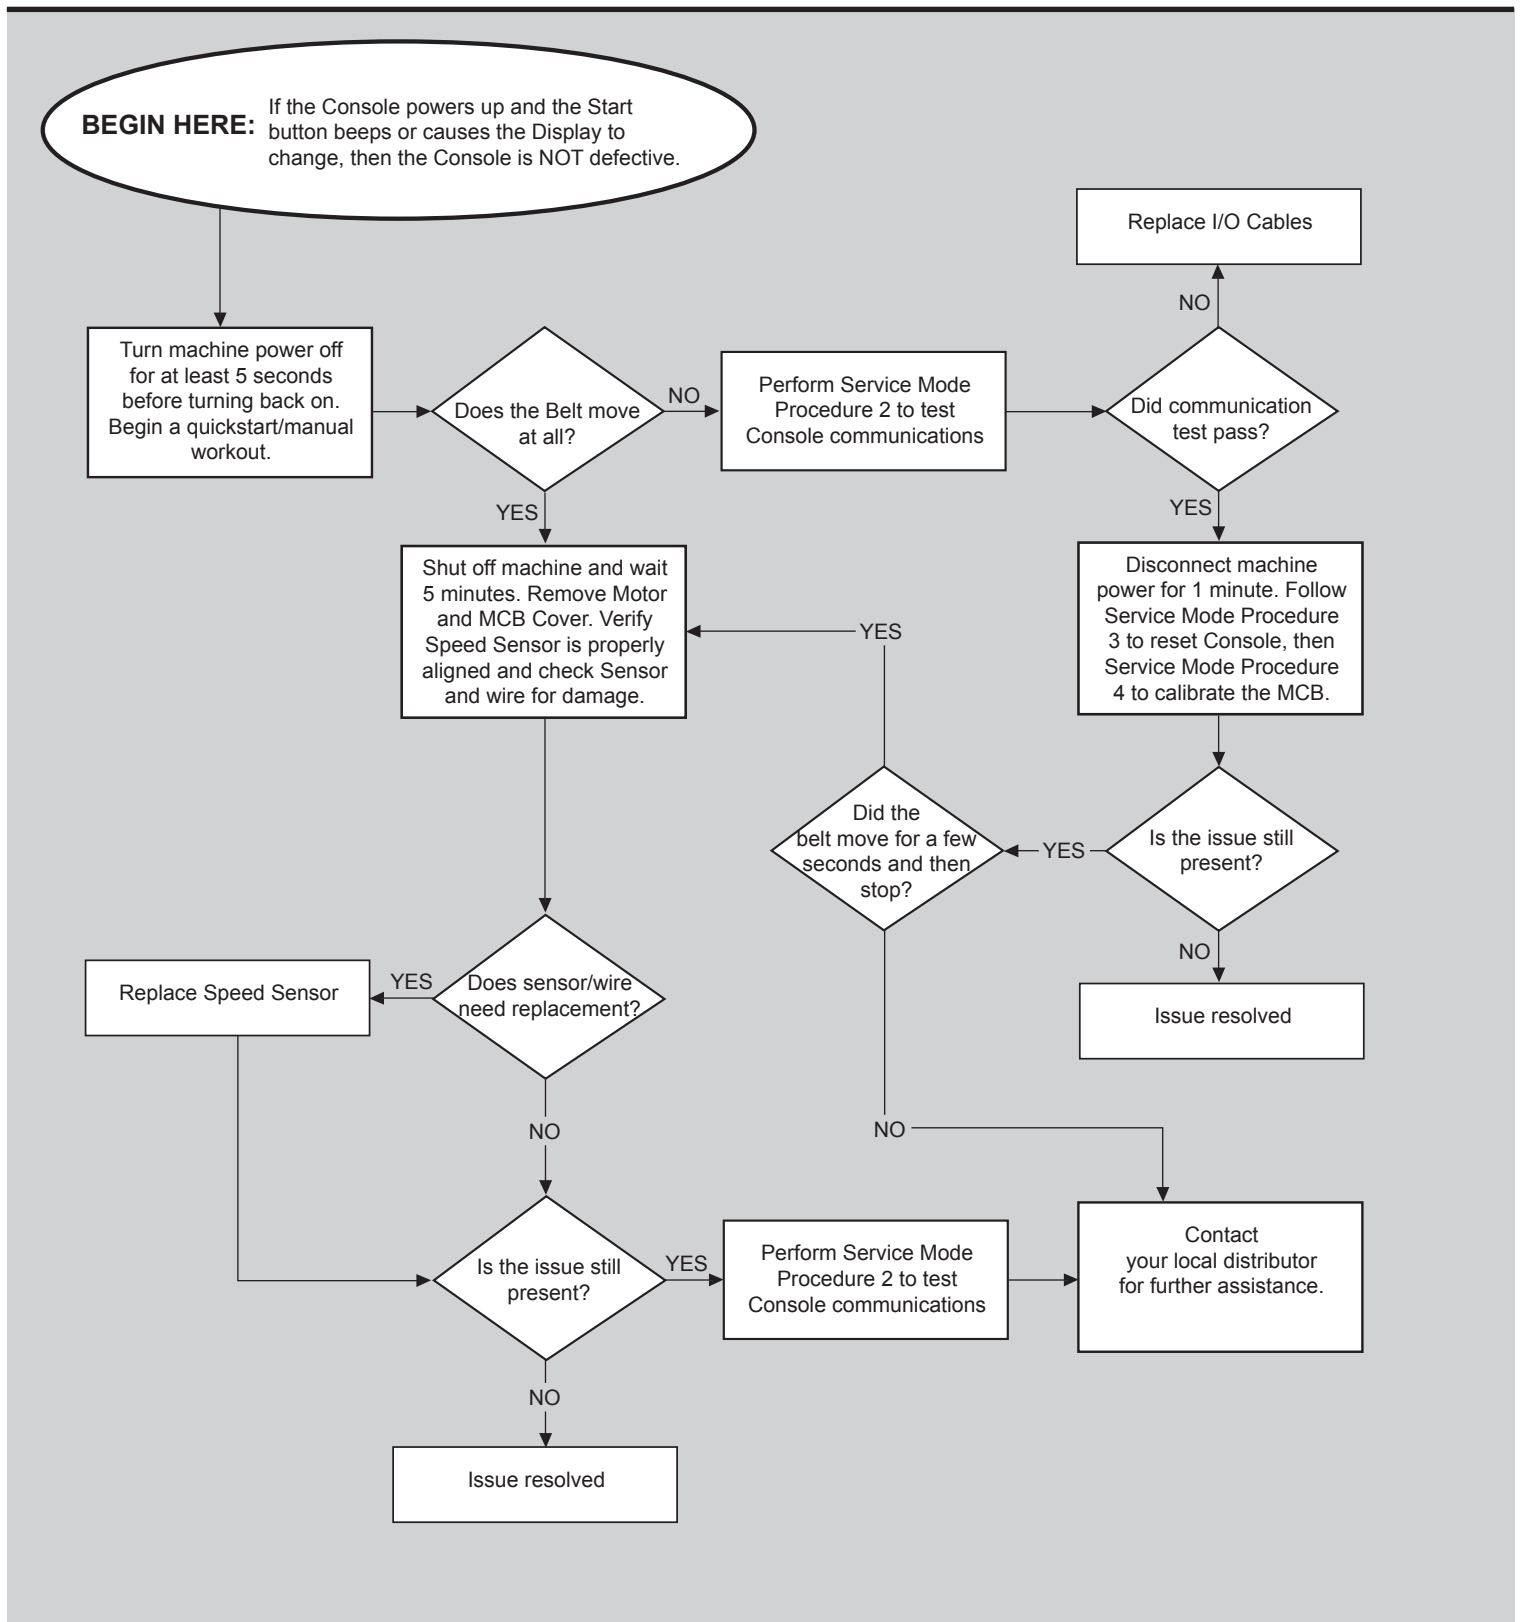 BEGIN HERE:
If the Console powers up and the Start
button beeps or causes the Display to
change, then the Console is NOT defective.
Replace I/O Cables
NO
Turn machine power off
for at least 5 seconds
before turning back on.
Begin a quickstart/manual
workout.
Does the Belt move
at all?
NO
Perform Service Mode
Procedure 2 to test
Console communications
Did communication
test pass?
YES
YES
Shut off machine and wait
5 minutes. Remove Motor
and MCB Cover. Verify
Speed Sensor is properly
aligned and check Sensor
and wire for damage.
Disconnect machine
power for 1 minute. Follow
Service Mode Procedure
3 to reset Console, then
Service Mode Procedure
4 to calibrate the MCB.
YES
Did the
belt move for a few
seconds and then
stop?
YES
Is the issue still
present?
NO
Issue resolved
Replace Speed Sensor
YES
Does sensor/wire
need replacement?
NO
NO
Is the issue still
present?
YES
Perform Service Mode
Procedure 2 to test
Console communications
Contact
your local distributor
for further assistance.
NO
Issue resolved